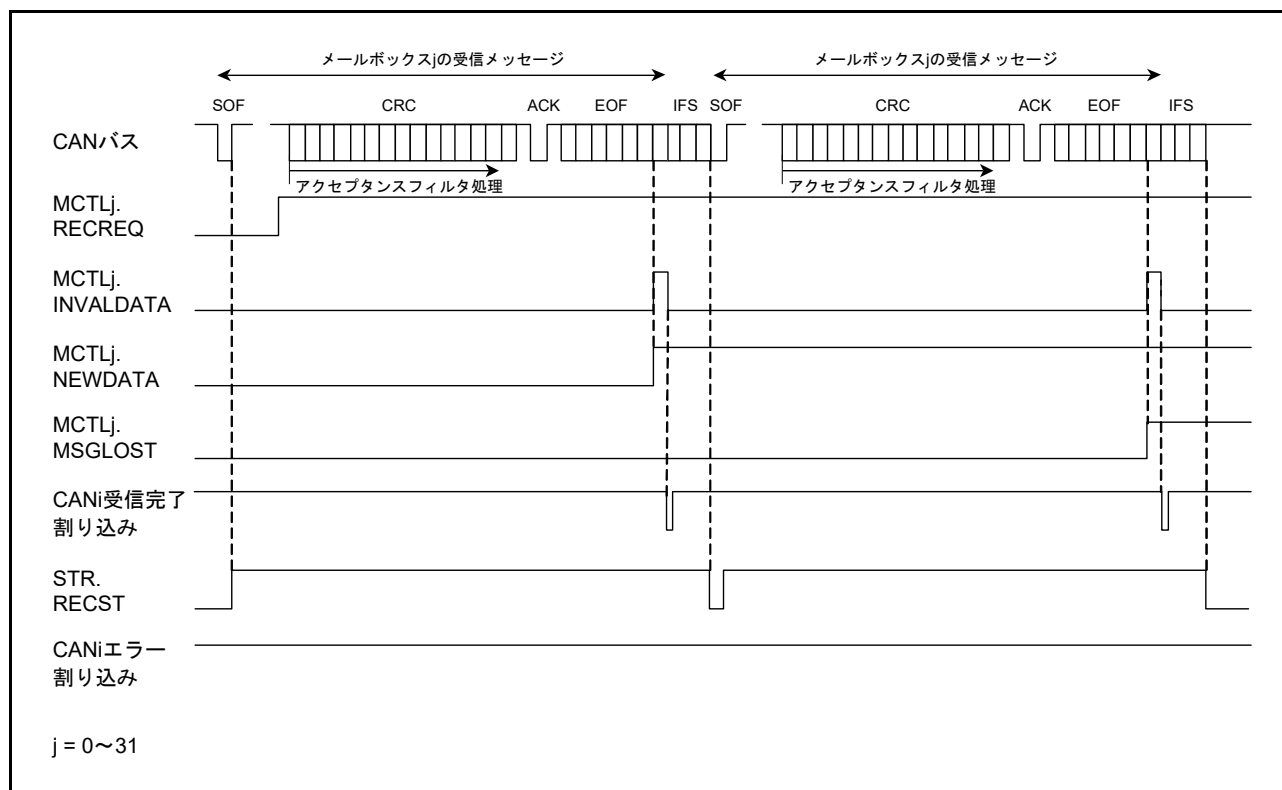 メールボックスjの受信メッセージ メールボックスjの受信メッセージ
SOF CRC ACK EOF IFS SOF CRC ACK EOF IFS
CANバス
アクセプタンスフィルタ処理 アクセプタンスフィルタ処理
MCTLj.
RECREQ
MCTLj.
INVALDATA
MCTLj.
NEWDATA
MCTLj.
MSGLOST
CANi受信完了
割り込み
STR.
RECST
CANiエラー
割り込み
j = 0〜31